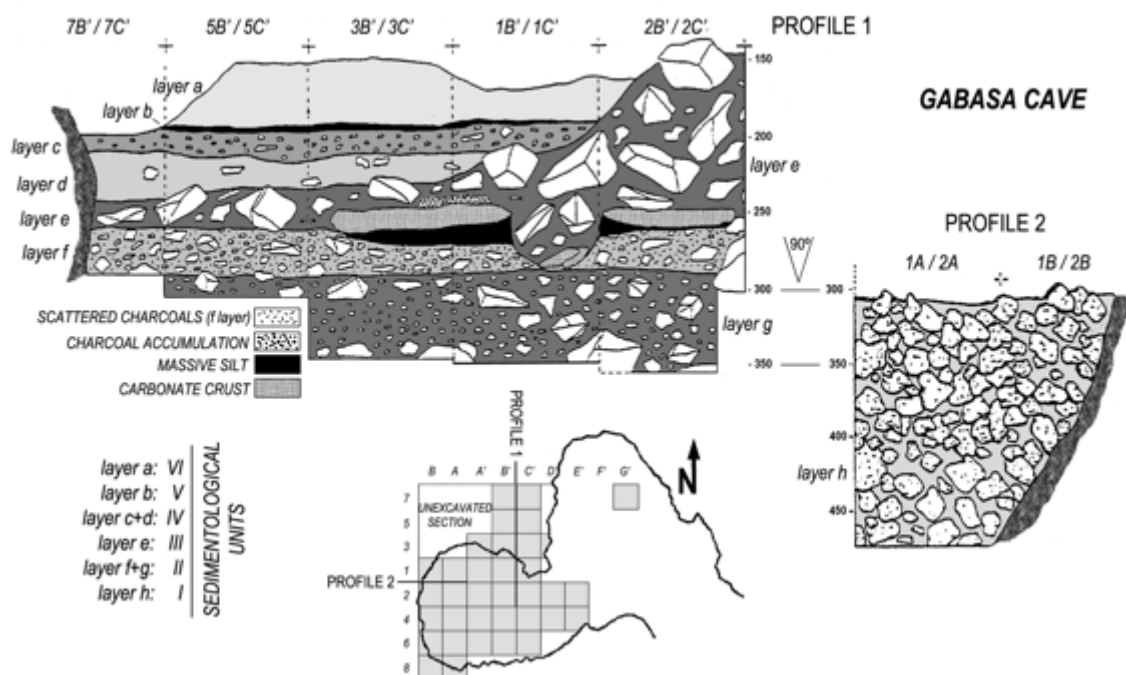 7B'/7C' 5B'/5C' 3B'/3C' 1B'/1C' 2B'/2C' PROFILE 1
150
layer a
layer b
GABASA CAVE
200
layer c
layer e
layer d
PROFILE 2
layer e
250
90º
1A / 2A 1B / 2B
layer f
300
300
SCATTERED CHARCOALS (f layer)
layer g
CHARCOAL ACCUMULATION
MASSIVE SILT
350
350
CARBONATE CRUST
PROFILE 1
400
layer a: VI
layer b: V
layer c+d: IV
layer e: III
layer f+g: II
layer h: I
SEDIMENTOLOGICAL UNITS
B A A' B' C' D' E' F' G'
N
layer h
7
UNEXCAVATED
SECTION
5
450
3
1
PROFILE 2
2
4
6
8